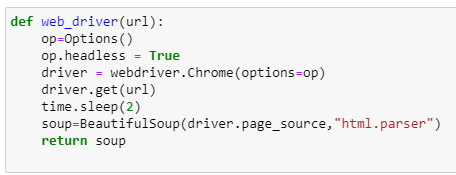 def web_driver(url):
    op=Options()
    op.headless = True
    driver = webdriver.Chrome(options=op)
    driver.get(url)
    time.sleep(2)
    soup=BeautifulSoup(driver.page_source,"html.parser")
    return soup